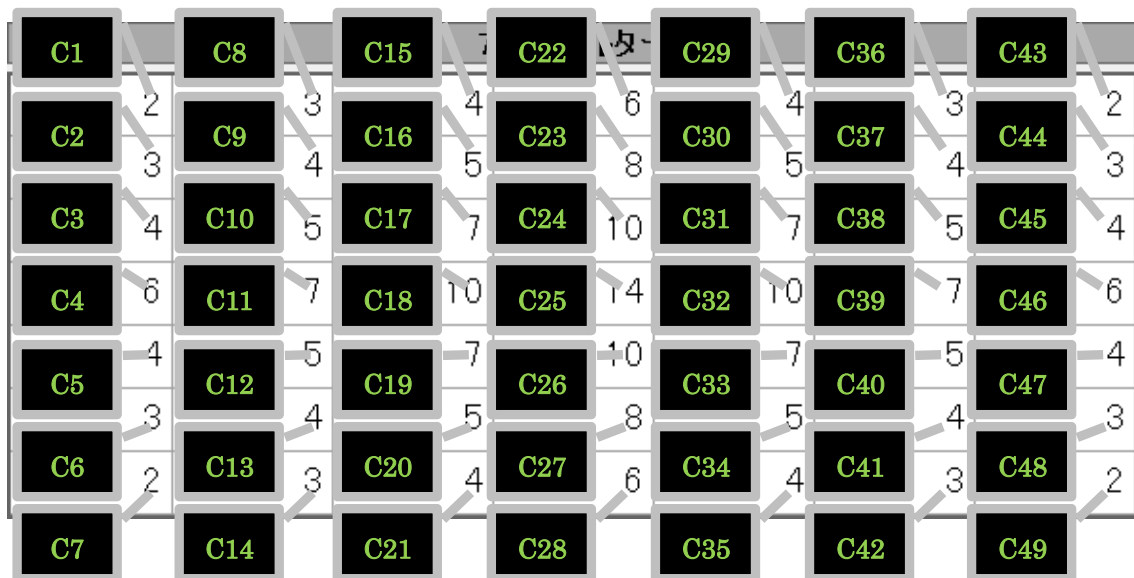 C1 C8 C15 C22 ルター C29 C36 C43
2 3 4 6 4 3 2
C2 C9 C16 C23 C30 C37 C44
3 4 5 8 5 4 3
C3 C10 C17 C24 C31 C38 C45
4 5 7 10 7 5 4
C4 C11 C18 C25 C32 C39 C46
6 7 10 14 10 7 6
C5 C12 C19 C26 C33 C40 C47
4 5 7 10 7 5 4
C6 C13 C20 C27 C34 C41 C48
3 4 5 8 5 4 3
2 3 4 6 4 3 2
C7 C14 C21 C28 C35 C42 C49